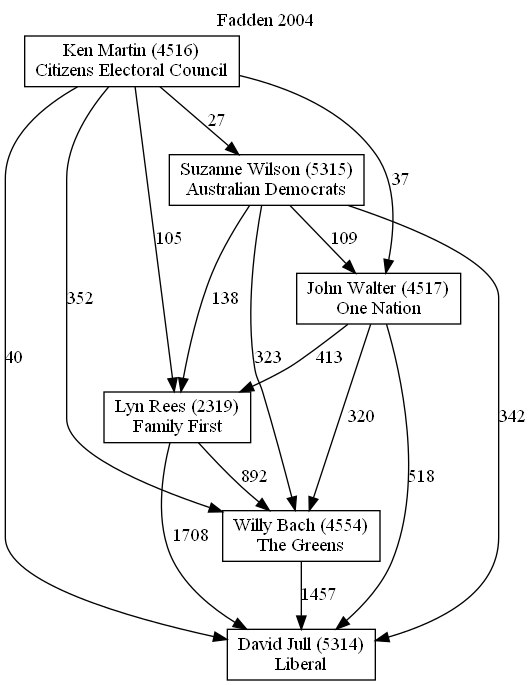 Fadden 2004
Ken Martin (4516)
Citizens Electoral Council
27
Suzanne Wilson (5315)
Australian Democrats
37
105
138
109
352
323
John Walter (4517)
One Nation
40
413
Lyn Rees (2319)
Family First
320
342
892
518
1708
Willy Bach (4554)
The Greens
1457
David Jull (5314)
Liberal